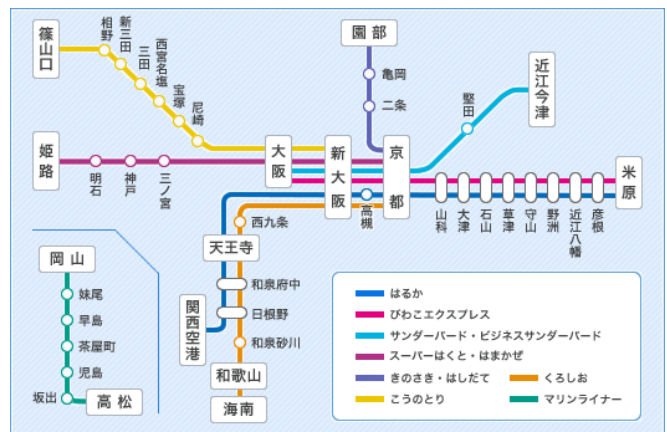 篠山口
相野
新三田
三田
西宮名塩
宝塚
尼崎
園部
亀岡
二条
近江今津
堅田
姫路
明石
神戸
三ノ宮
大阪
新大阪
京都
高槻
山科
大津
石山
草津
守山
野洲
近江八幡
彦根
米原
西九条
天王寺
和泉府中
日根野
関西空港
和泉砂川
和歌山
海南
岡山
妹尾
早島
茶屋町
児島
坂出
高松
はるか
びわこエクスプレス
サンダーバード・ビジネスサンダーバード
スーパーはくと・はまかぜ
きのさき・はしだて
くろしお
こうのとり
マリンライナー